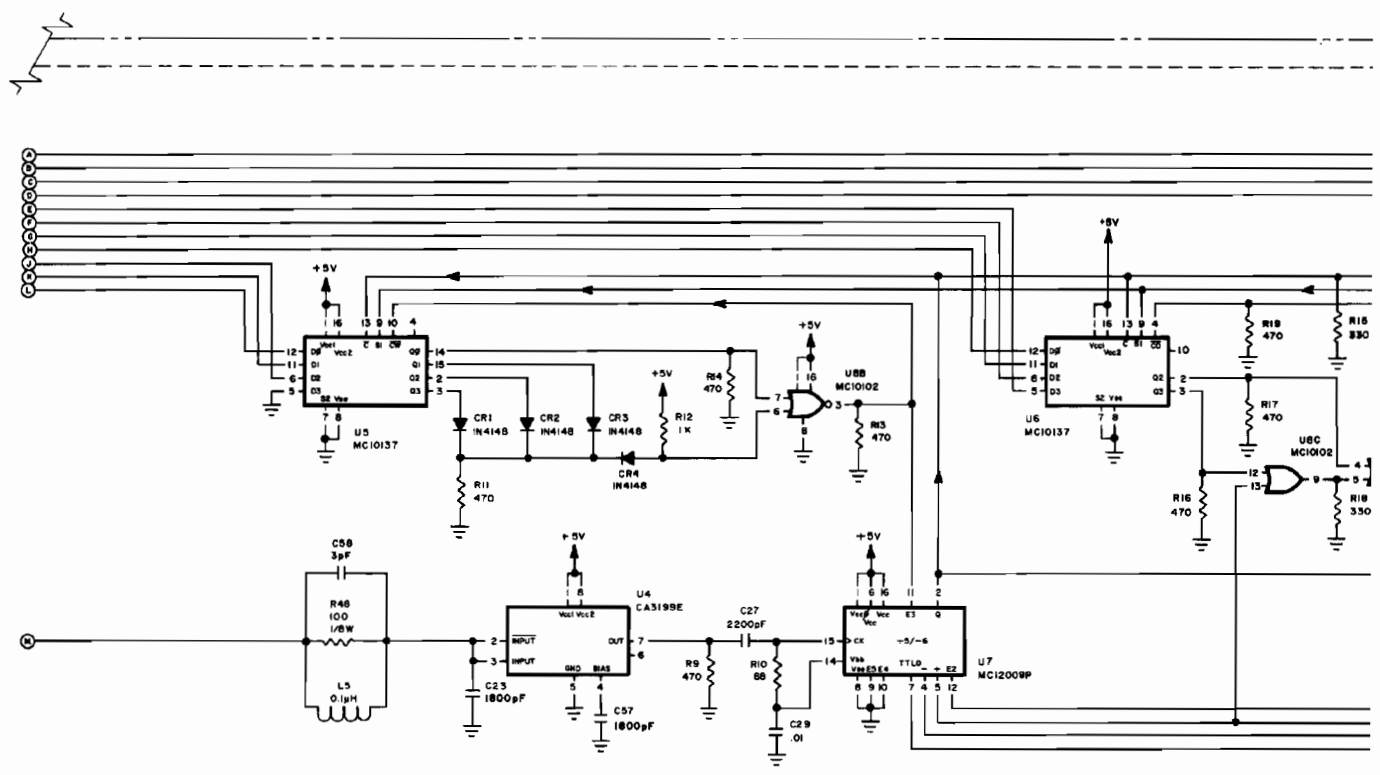 A
B
C
D
E
F
G
H
J
K
L
+5V
1 16 13 9 10 4
Vcc1 Vcc2 C S1
12 D0 Q0 14
11 D1 Q1 15
6 D2 Q2 2
5 D3 Q3 3
S2 Vee
7 8
U5
MC10137
CR1
1N4148
CR2
1N4148
CR3
1N4148
CR4
1N4148
R11
470
R12
1K
+5V
R14
470
+5V
1 16
U8B
MC10102
7
6
3
8
R13
470
+5V
1 16 13 9 4
Vcc1 Vcc2 C S1 CO
12 D0 10
11 D1
6 D2 Q2 2
5 D3 Q3 3
S2 Vee
7 8
U6
MC10137
R19
470
R15
330
R17
470
U8C
MC10102
12
13
9
4
5
R16
470
R18
330
C58
3pF
R48
100
1/8W
L5
0.1µH
M
+5V
1 8
Vcc1 Vcc2
U4
CA3199E
2 INPUT OUT 7
3 INPUT 6
GND BIAS
5 4
C23
1800pF
C57
1800pF
R9
470
C27
2200pF
R10
68
C29
.01
+5V
1 6 16 11 2
Vcc Vcc E3 Q
Vcc
15 CK ÷5/÷6
14 Vbb TTLO - + E2
Vee E5 E4
8 9 10 7 4 5 12
U7
MC12009P